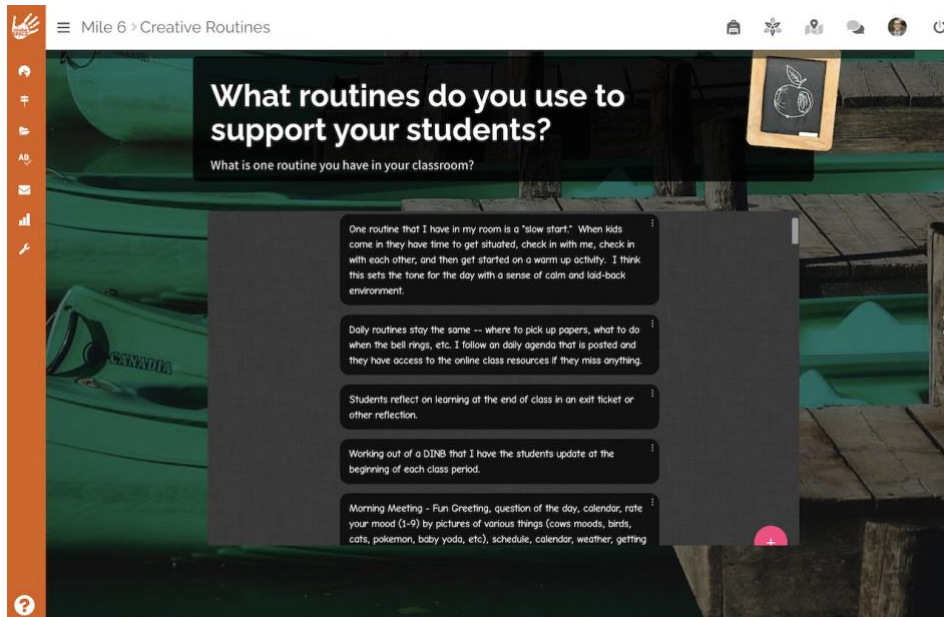 Mile 6 > Creative Routines
What routines do you use to
support your students?
What is one routine you have in your classroom?
One routine that I have in my room is a "slow start." When kids
come in they have time to get situated, check in with me, check in
with each other, and then get started on a warm up activity. I think
this sets the tone for the day with a sense of calm and laid-back
environment.
Daily routines stay the same -- where to pick up papers, what to do
when the bell rings, etc. I follow an daily agenda that is posted and
they have access to the online class resources if they miss anything.
Students reflect on learning at the end of class in an exit ticket or
other reflection.
Working out of a DINB that I have the students update at the
beginning of each class period.
Morning Meeting - Fun Greeting, question of the day, calendar, rate
your mood (1-9) by pictures of various things (cows moods, birds,
cats, pokemon, baby yoda, etc), schedule, calendar, weather, getting
CANADIA
AB